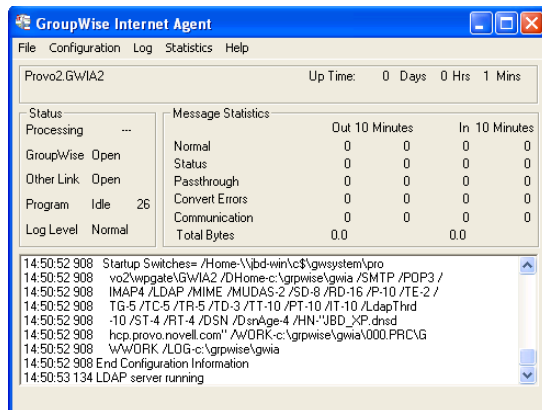 GroupWise Internet Agent
File Configuration Log Statistics Help
Provo2.GWIA2 Up Time: 0 Days 0 Hrs 1 Mins
Status
Processing ---
GroupWise Open
Other Link Open
Program Idle 26
Log Level Normal
Message Statistics
Out 10 Minutes In 10 Minutes
Normal 0 0 0 0
Status 0 0 0 0
Passthrough 0 0 0 0
Convert Errors 0 0 0 0
Communication 0 0 0 0
Total Bytes 0.0 0.0
14:50:52 908 Startup Switches= /Home-\\jbd-win\c$\gwsystem\pro
14:50:52 908 vo2\wpgate\GWIA2 /DHome-c:\grpwise\gwia /SMTP /POP3 /
14:50:52 908 IMAP4 /LDAP /MIME /MUDAS-2 /SD-8 /RD-16 /P-10 /TE-2 /
14:50:52 908 TG-5 /TC-5 /TR-5 /TD-3 /TT-10 /PT-10 /IT-10 /LdapThrd
14:50:52 908 -10 /ST-4 /RT-4 /DSN /DsnAge-4 /HN-"JBD_XP.dnsd
14:50:52 908 hcp.provo.novell.com" /WORK-c:\grpwise\gwia\000.PRC\G
14:50:52 908 WWORK /LOG-c:\grpwise\gwia
14:50:52 908 End Configuration Information
14:50:53 134 LDAP server running